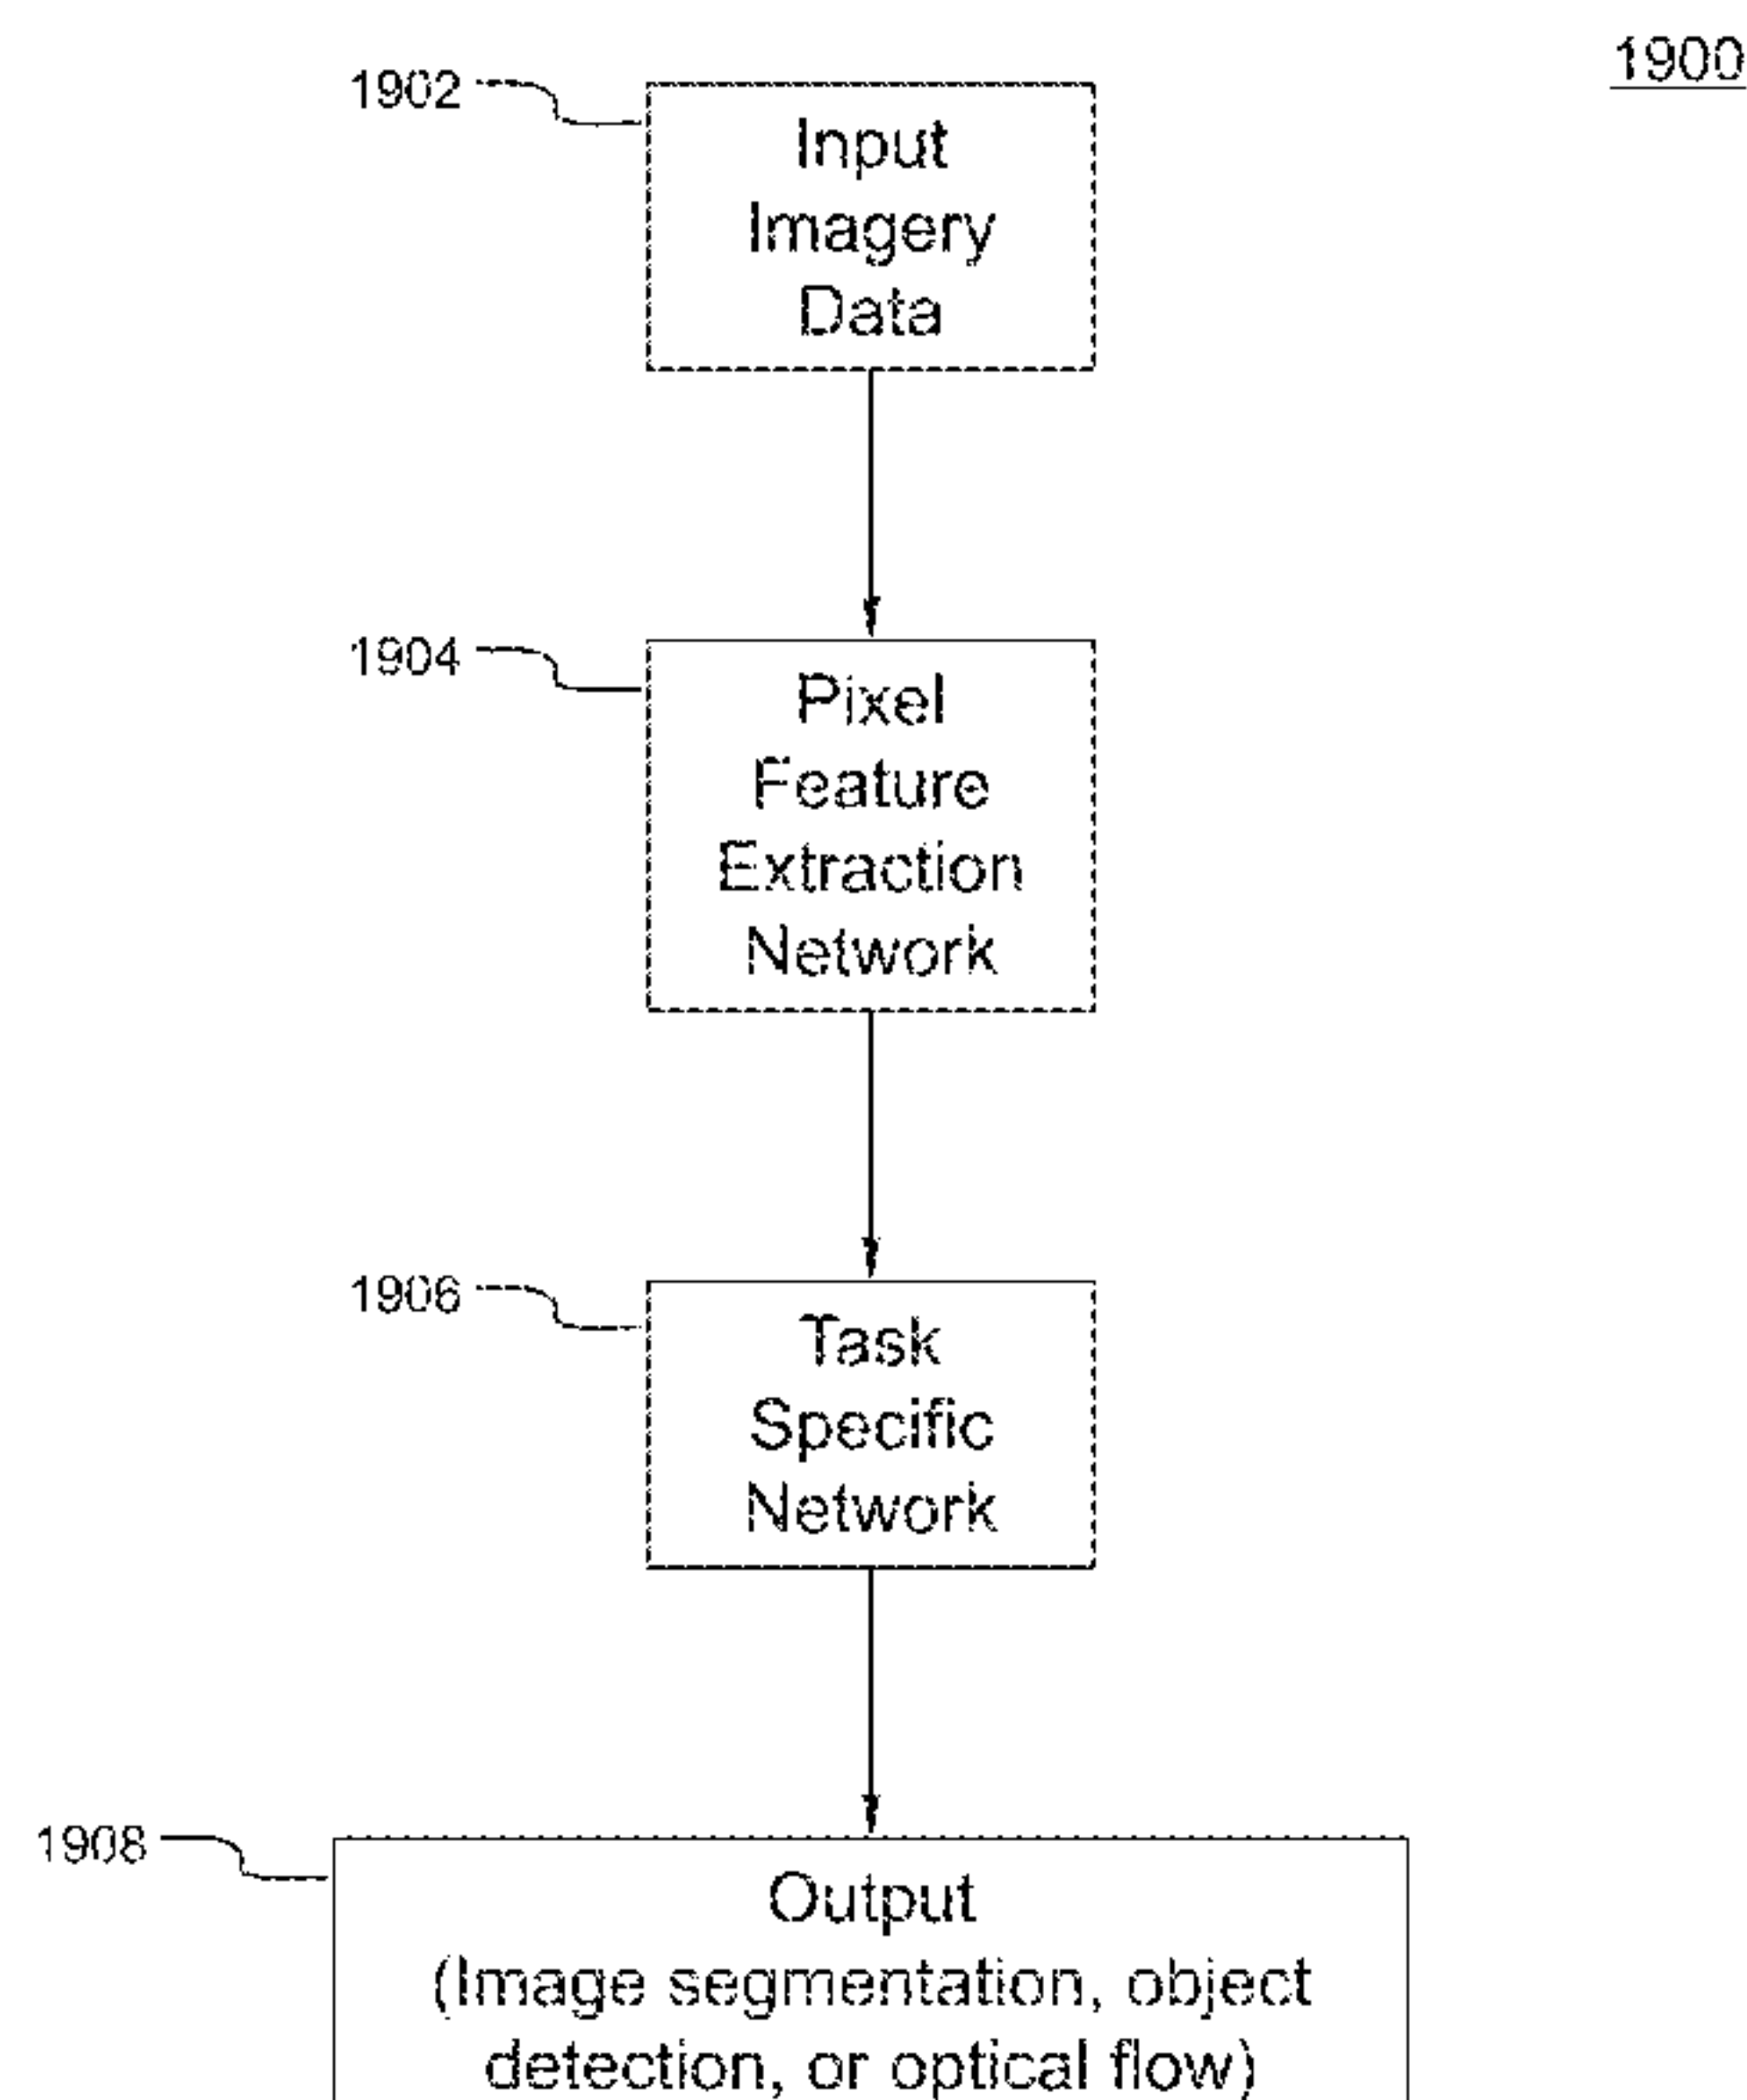 1900
1902
Input
Imagery
Data
1904
Pixel
Feature
Extraction
Network
1906
Task
Specific
Network
1908
Output
(Image segmentation, object
detection, or optical flow)